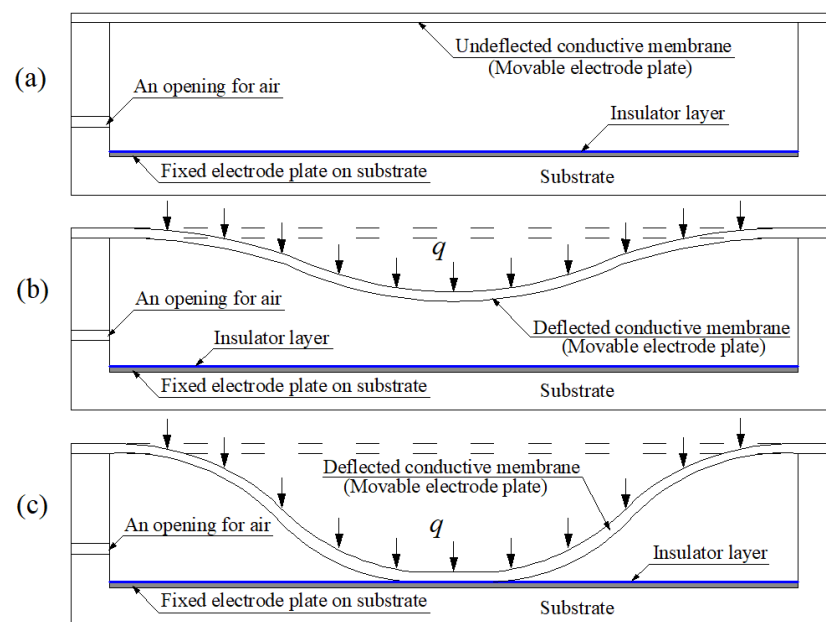 (a)
Undeflected conductive membrane
(Movable electrode plate)
An opening for air
Insulator layer
Fixed electrode plate on substrate
Substrate
(b)
q
An opening for air
Insulator layer
Deflected conductive membrane
(Movable electrode plate)
Fixed electrode plate on substrate
Substrate
(c)
Deflected conductive membrane
(Movable electrode plate)
q
An opening for air
Insulator layer
Fixed electrode plate on substrate
Substrate